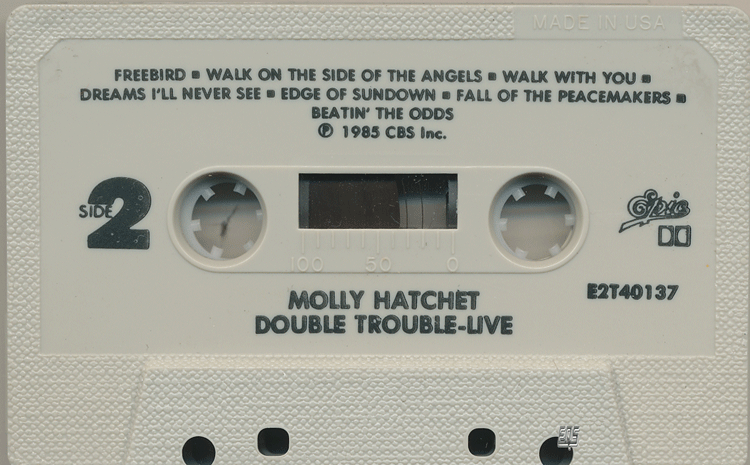 MADE IN USA
FREEBIRD ▪ WALK ON THE SIDE OF THE ANGELS ▪ WALK WITH YOU ▪
DREAMS I'LL NEVER SEE ▪ EDGE OF SUNDOWN ▪ FALL OF THE PEACEMAKERS ▪
BEATIN' THE ODDS
℗ 1985 CBS Inc.
SIDE 2
Epic
100 50 0
E2T40137
MOLLY HATCHET
DOUBLE TROUBLE-LIVE